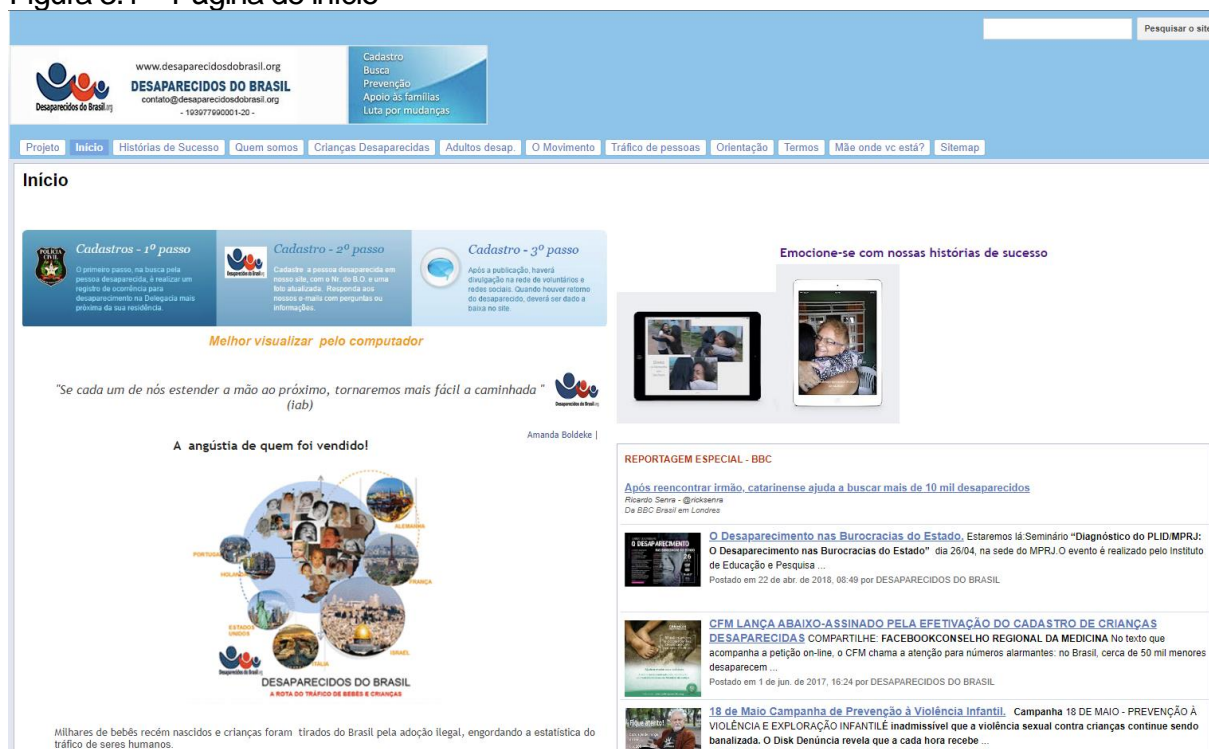 Figura 3.1 – Página de início
Pesquisar o site
www.desaparecidosdobrasil.org
DESAPARECIDOS DO BRASIL
contato@desaparecidosdobrasil.org
- 193977990001-20 -
Desaparecidos do Brasil.org
Cadastro
Busca
Prevenção
Apoio às famílias
Luta por mudanças
Projeto Início Histórias de Sucesso Quem somos Crianças Desaparecidas Adultos desap. O Movimento Tráfico de pessoas Orientação Termos Mãe onde vc está? Sitemap
Início
POLÍCIA
CIVIL
Cadastros - 1º passo
O primeiro passo, na busca pela
pessoa desaparecida, é realizar um
registro de ocorrência para
desaparecimento na Delegacia mais
próxima da sua residência.
Cadastro - 2º passo
Cadastre a pessoa desaparecida em
nosso site, com o Nr. do B.O. e uma
foto atualizada. Responda aos
nossos e-mails com perguntas ou
informações.
Cadastro - 3º passo
Após a publicação, haverá
divulgação na rede de voluntários e
redes sociais. Quando houver retorno
do desaparecido, deverá ser dado a
baixa no site.
Melhor visualizar pelo computador
"Se cada um de nós estender a mão ao próximo, tornaremos mais fácil a caminhada "
(iab)
Amanda Boldeke |
A angústia de quem foi vendido!
ALEMANHA
PORTUGAL
HOLANDA
FRANÇA
ESTADOS
UNIDOS
ISRAEL
ITÁLIA
DESAPARECIDOS DO BRASIL
A ROTA DO TRÁFICO DE BEBÊS E CRIANÇAS
Milhares de bebês recém nascidos e crianças foram tirados do Brasil pela adoção ilegal, engordando a estatística do
tráfico de seres humanos.
Emocione-se com nossas histórias de sucesso
REPORTAGEM ESPECIAL - BBC
Após reencontrar irmão, catarinense ajuda a buscar mais de 10 mil desaparecidos
Ricardo Senra - @ricksenra
Da BBC Brasil em Londres
O DESAPARECIMENTO
26
O Desaparecimento nas Burocracias do Estado. Estaremos lá:Seminário "Diagnóstico do PLID/MPRJ:
O Desaparecimento nas Burocracias do Estado" dia 26/04, na sede do MPRJ.O evento é realizado pelo Instituto
de Educação e Pesquisa ...
Postado em 22 de abr. de 2018, 08:49 por DESAPARECIDOS DO BRASIL
CFM LANÇA ABAIXO-ASSINADO PELA EFETIVAÇÃO DO CADASTRO DE CRIANÇAS
DESAPARECIDAS COMPARTILHE: FACEBOOKCONSELHO REGIONAL DA MEDICINA No texto que
acompanha a petição on-line, o CFM chama a atenção para números alarmantes: no Brasil, cerca de 50 mil menores
desaparecem ...
Postado em 1 de jun. de 2017, 16:24 por DESAPARECIDOS DO BRASIL
Fique atento!
18 de Maio Campanha de Prevenção à Violência Infantil. Campanha 18 DE MAIO - PREVENÇÃO À
VIOLÊNCIA E EXPLORAÇÃO INFANTILÉ inadmissível que a violência sexual contra crianças continue sendo
banalizada. O Disk Denúncia revela que a cada hora recebe ...